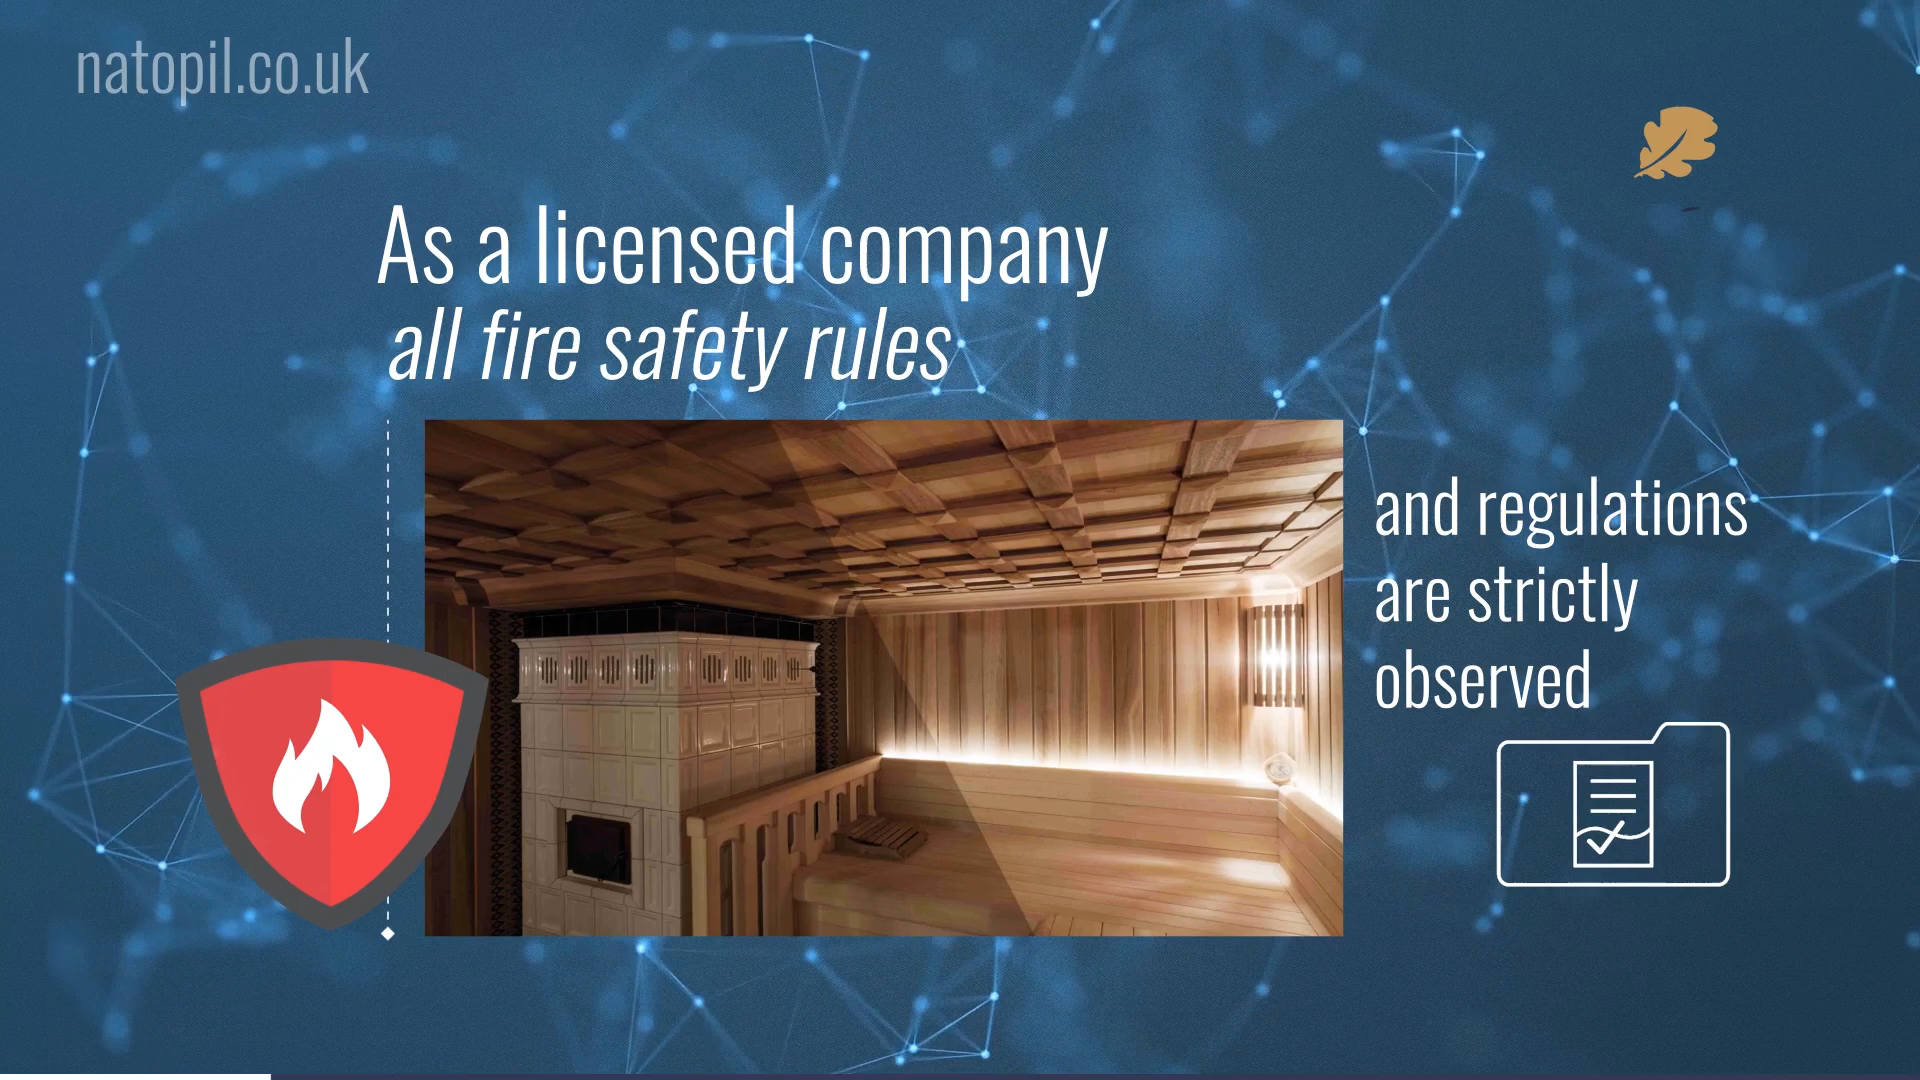 natopil.co.uk
As a licensed company
all fire safety rules
and regulations
are strictly
observed